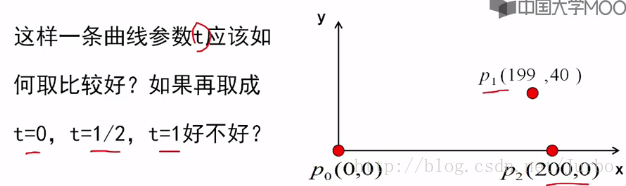 中国大学MOO
这样一条曲线参数t应该如
何取比较好？如果再取成
t=0，t=1/2，t=1好不好？
y
p₁(199 ,40 )
p₀(0,0)
p₂(200,0)
x